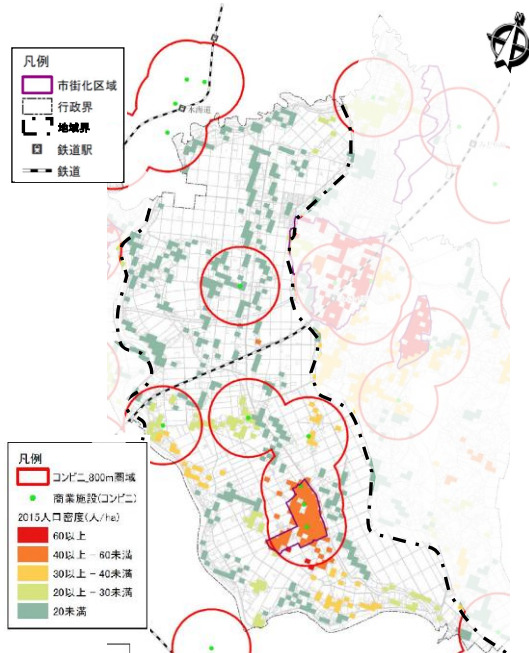 凡例
市街化区域
行政界
地域界
鉄道駅
鉄道
水海道
凡例
コンビニ_800m圏域
商業施設(コンビニ)
2015人口密度(人/ha)
60以上
40以上－60未満
30以上－40未満
20以上－30未満
20未満